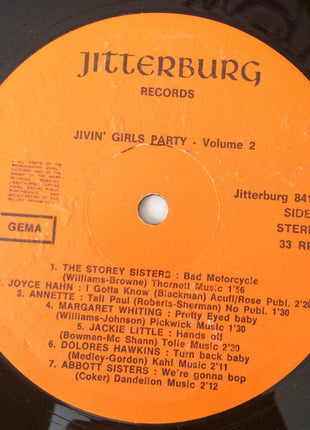 JITTERBURG
RECORDS
JIVIN' GIRLS PARTY - Volume 2
Jitterburg 841
SIDE
STERE
33 RP
GEMA
1. THE STOREY SISTERS : Bad Motorcycle
(Williams-Browne) Thornett Music 1'56
2. JOYCE HAHN : I Gotta Know (Blackman) Acuff/Rose Publ. 2'20
3. ANNETTE : Tall Paul (Roberts-Sherman) No Publ. 1'30
4. MARGARET WHITING : Pretty Eyed Baby
(Williams-Johnson) Pickwick Music 1'30
5. JACKIE LITTLE : Hands off
(Bowman-Mc Shann) Tolie Music 2'30
6. DOLORES HAWKINS : Turn back baby
(Medley-Gordon) Kahl Music 2'11
7. ABBOTT SISTERS : We're gonna bop
(Coker) Dandelion Music 2'12